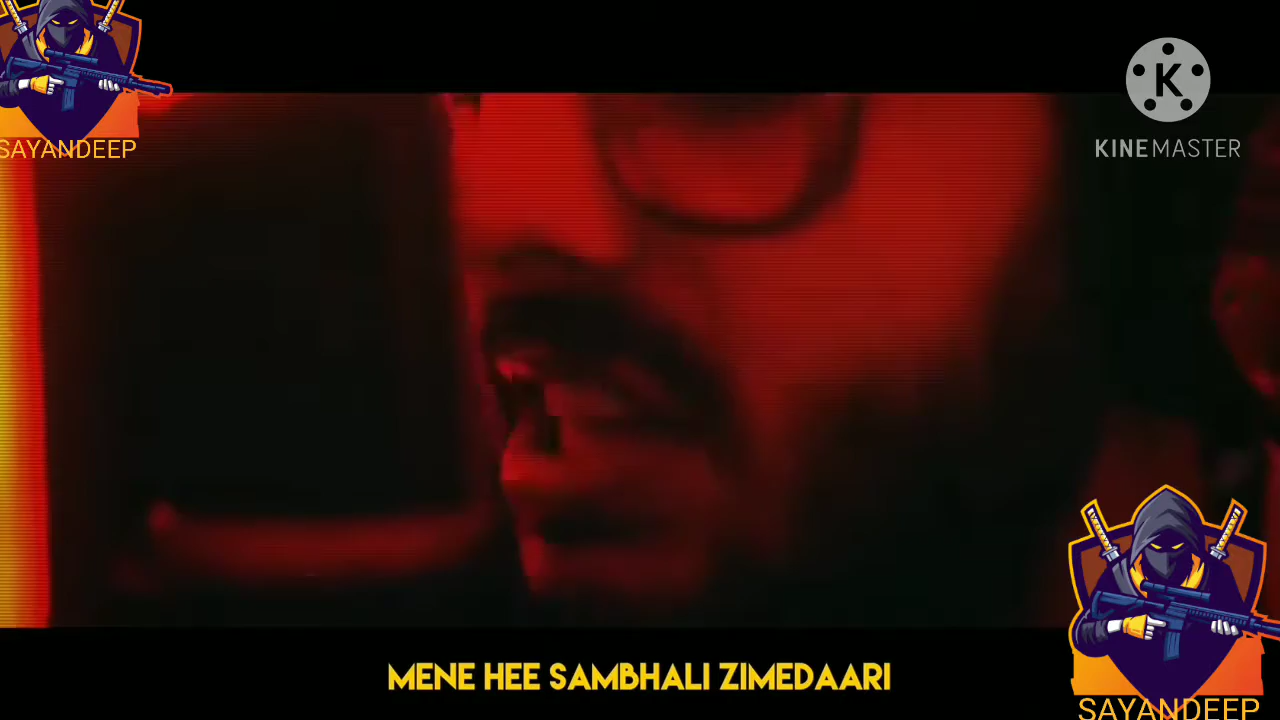 SAYANDEEP
K
KINEMASTER
MENE HEE SAMBHALI ZIMEDAARI
SAYANDEEP